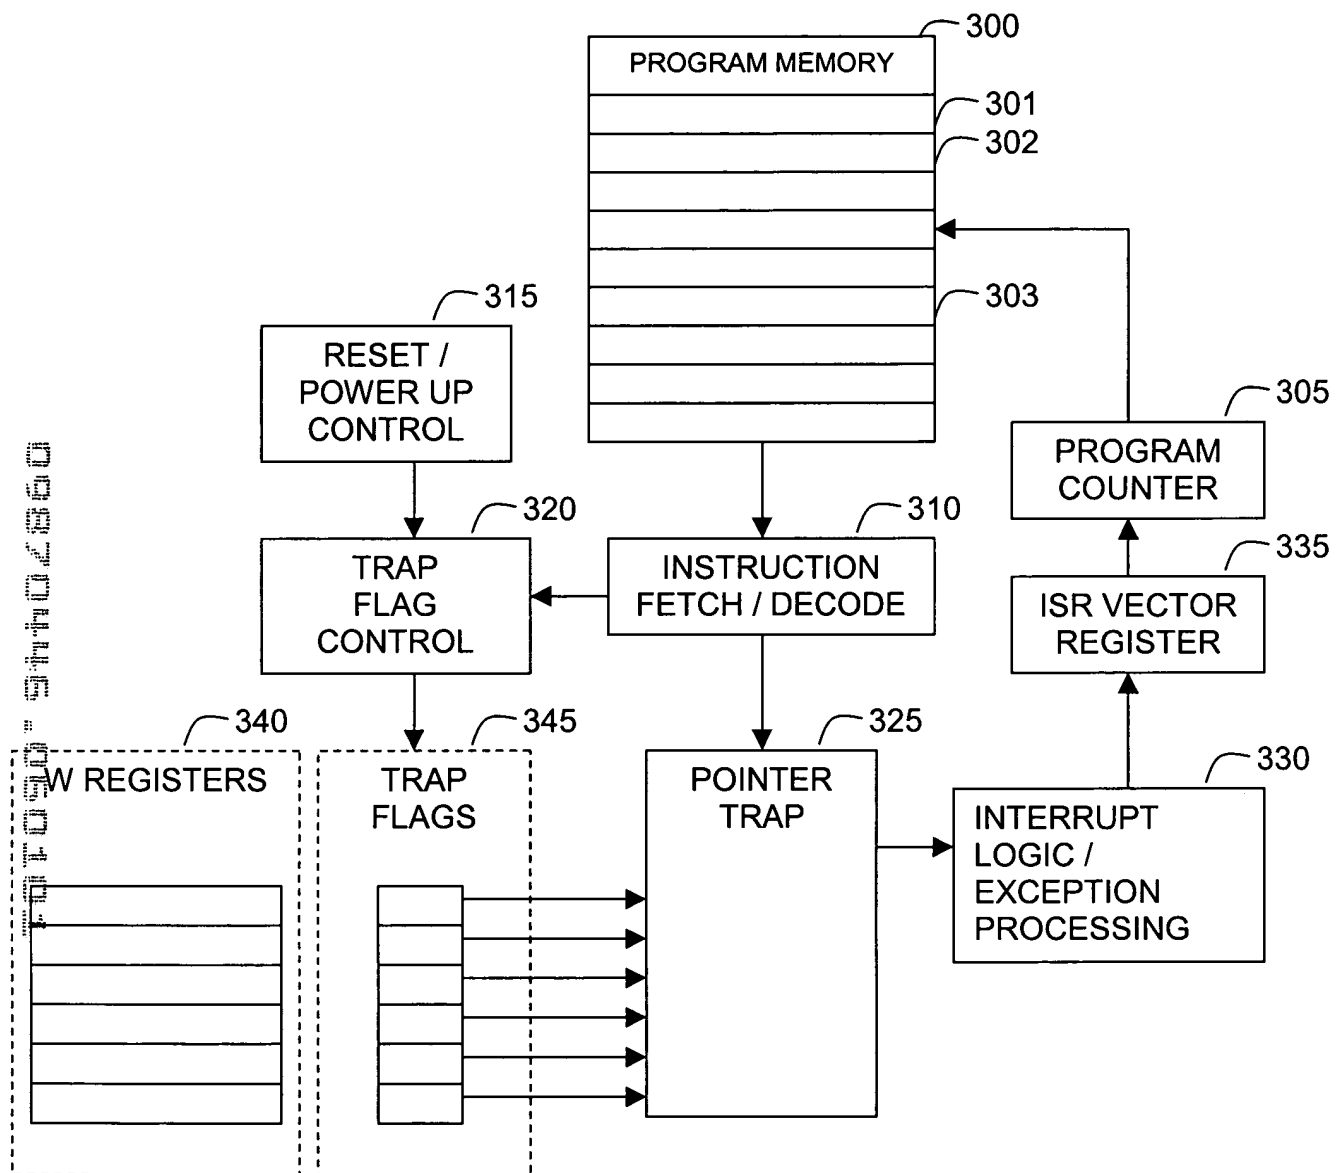 300
PROGRAM MEMORY
301
302
303
315
RESET /
POWER UP
CONTROL
305
PROGRAM
COUNTER
320
TRAP
FLAG
CONTROL
310
INSTRUCTION
FETCH / DECODE
335
ISR VECTOR
REGISTER
340
W REGISTERS
345
TRAP
FLAGS
325
POINTER
TRAP
330
INTERRUPT
LOGIC /
EXCEPTION
PROCESSING